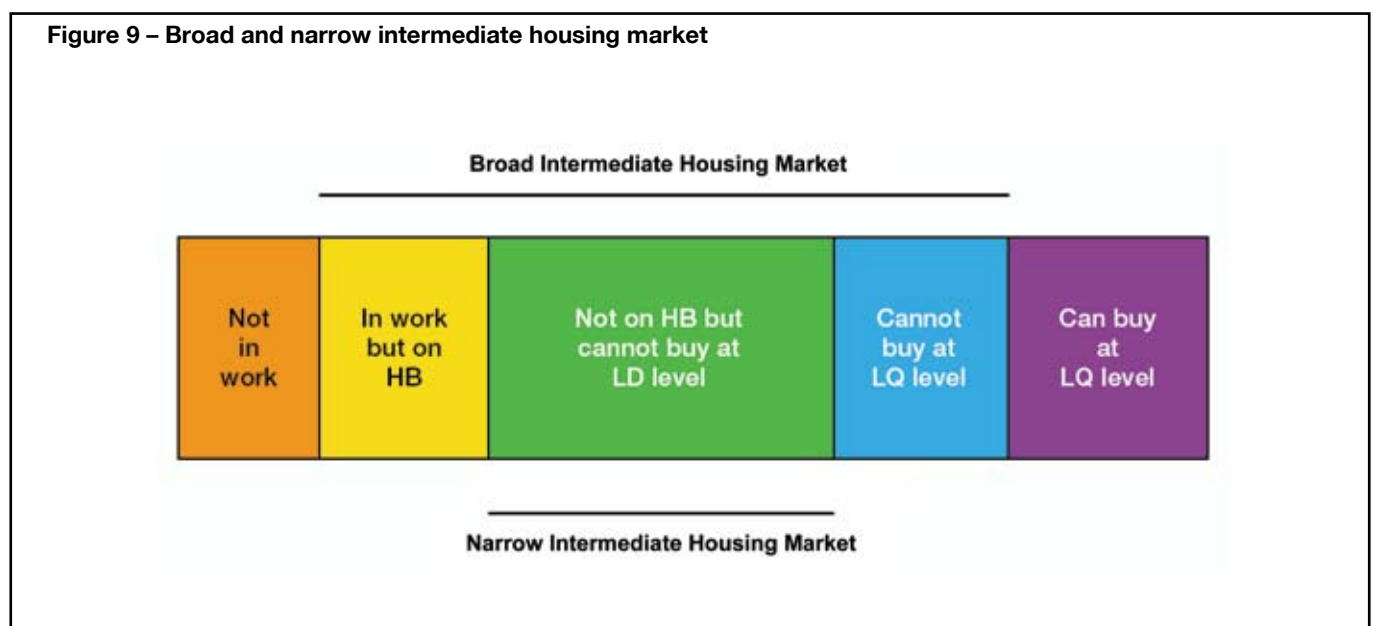 Figure 9 – Broad and narrow intermediate housing market
Broad Intermediate Housing Market
Not
in
work
In work
but on
HB
Not on HB but
cannot buy at
LD level
Cannot
buy at
LQ level
Can buy
at
LQ level
Narrow Intermediate Housing Market